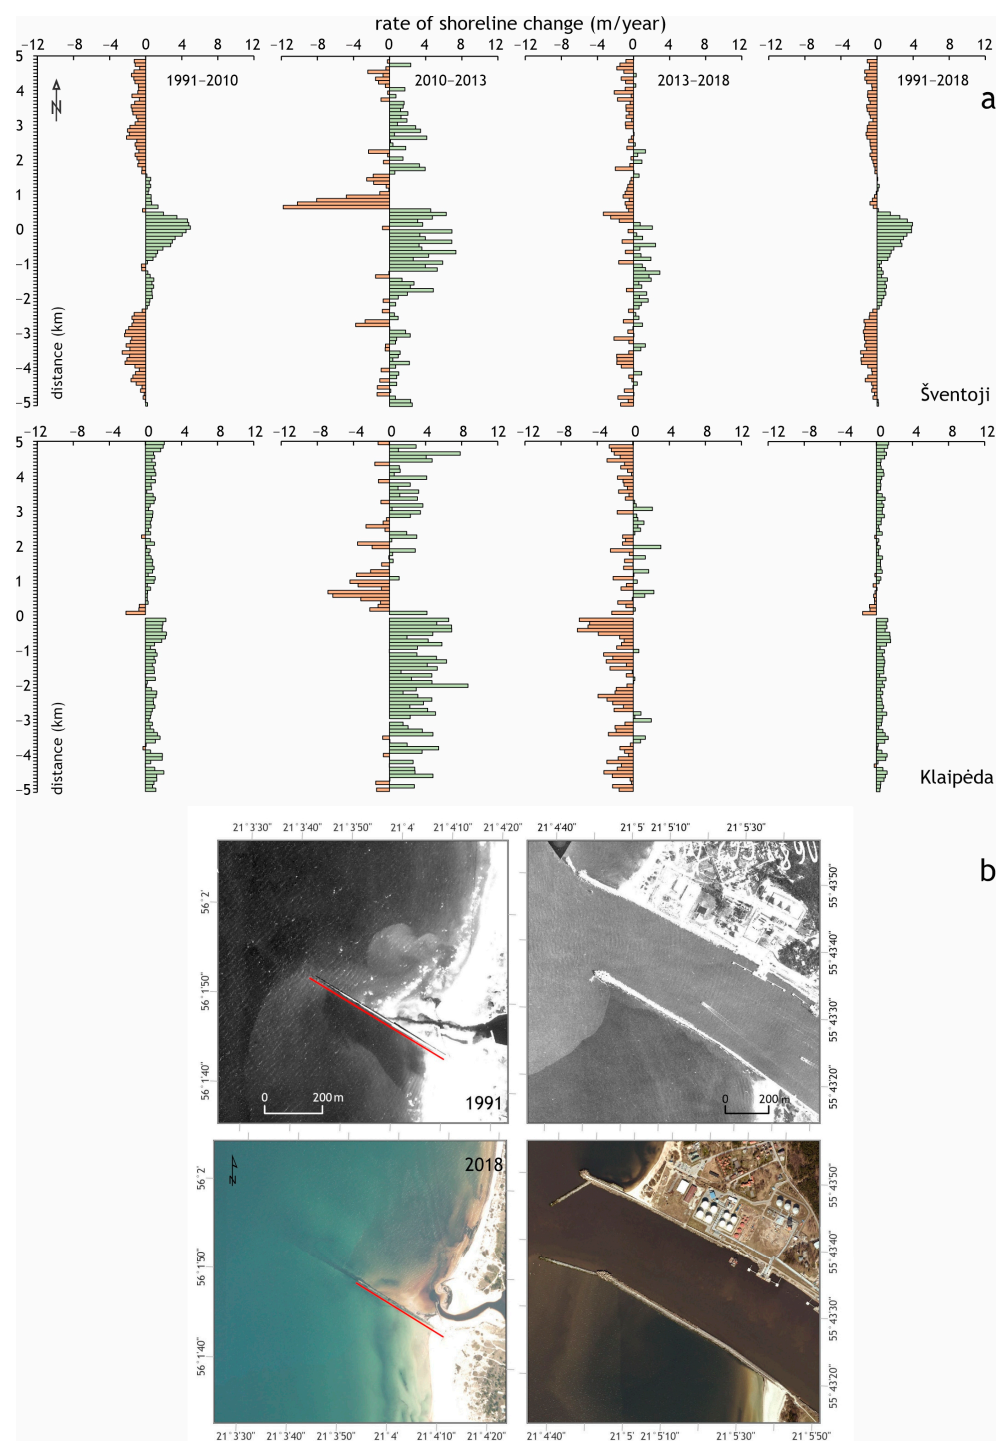 rate of shoreline change (m/year)
−12 −8 −4 0 4 8 12 −12 −8 −4 0 4 8 12 −12 −8 −4 0 4 8 12 −12 −8 −4 0 4 8 12
5
1991–2010 2010–2013 2013–2018 1991–2018
4
N
a
3
2
1
0
−1
−2
−3
−4
−5
distance (km)
Šventoji
−12 −8 −4 0 4 8 12 −12 −8 −4 0 4 8 12 −12 −8 −4 0 4 8 12 −12 −8 −4 0 4 8 12
5
4
3
2
1
0
−1
−2
−3
−4
−5
distance (km)
Klaipėda
b
21°3'30" 21°3'40" 21°3'50" 21°4' 21°4'10" 21°4'20" 21°4'40" 21°5' 21°5'10" 21°5'30"
56°2'
56°1'50"
56°1'40"
0 200 m
1991
55°43'50"
55°43'40"
55°43'30"
55°43'20"
0 200 m
2018
N
56°2'
56°1'50"
56°1'40"
55°43'50"
55°43'40"
55°43'30"
55°43'20"
21°3'30" 21°3'40" 21°3'50" 21°4' 21°4'10" 21°4'20" 21°4'40" 21°5' 21°5'10" 21°5'30" 21°5'50"